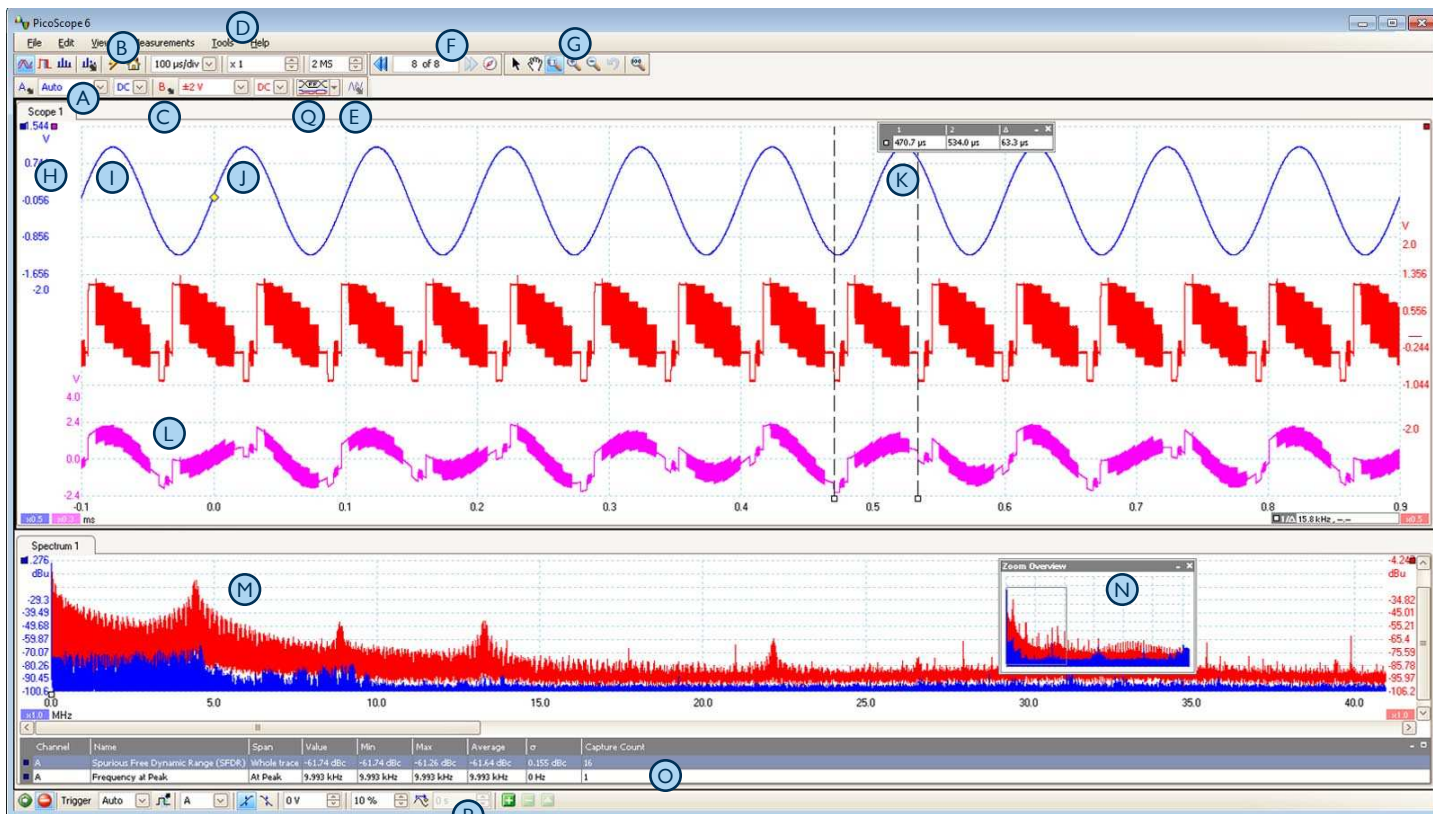 PicoScope 6
D
File Edit View Measurements Tools Help
B F G
100 µs/div x 1 2 MS 8 of 8
A Auto DC B ±2 V DC
A C Q E
Scope 1
1.544
V
1 2 Δ
470.7 µs 534.0 µs 63.3 µs
H I J K
-0.056
-0.856
-1.656
-2.0
V
2.0
1.356
0.556
-0.244
-1.044
-2.0
V
4.0
2.4
0.0
-2.4
L
-0.1 0.0 0.1 0.2 0.3 0.4 0.5 0.6 0.7 0.8 0.9
x0.5 ms
1/Δ 15.8 kHz , --.--
x0.5
Spectrum 1
dBu
-29.3
-39.49
-49.68
-59.87
-70.07
-80.26
-90.45
-100.6
M
Zoom Overview
N
dBu
-34.82
-45.01
-55.21
-65.4
-75.59
-85.78
-95.97
-106.2
0.0 5.0 10.0 15.0 20.0 25.0 30.0 35.0 40.0
x1.0 MHz x1.0
Channel Name Span Value Min Max Average σ Capture Count
A Spurious Free Dynamic Range (SFDR) Whole trace -61.74 dBc -61.74 dBc -61.26 dBc -61.64 dBc 0.155 dBc 16
A Frequency at Peak At Peak 9.993 kHz 9.993 kHz 9.993 kHz 9.993 kHz 0 Hz 1
O
Trigger Auto A 0 V 10 % 0 s
P